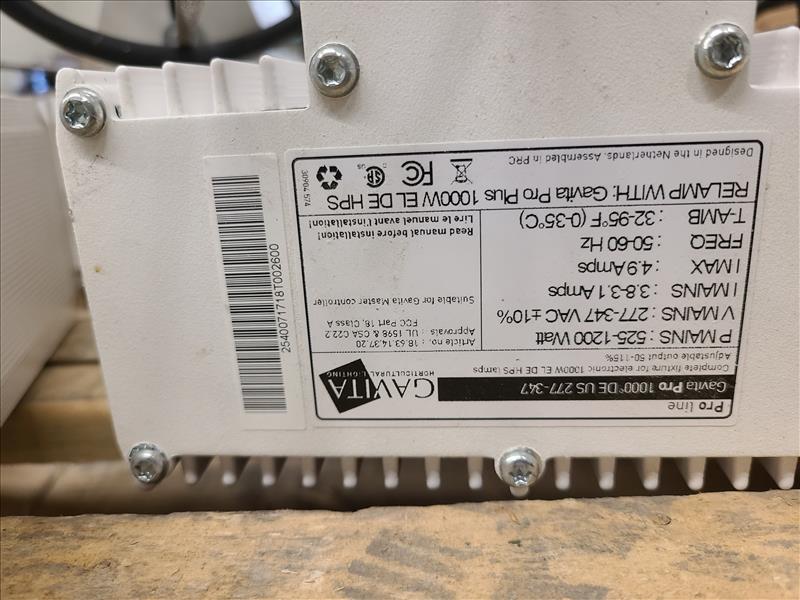 Pro line
Gavita Pro 1000e DE US 277-347
Complete fixture for electronic 1000W EL DE HPS lamps
Adjustable output 50-115%
GAVITA
HORTICULTURAL LIGHTING
P MAINS : 525-1200 Watt
V MAINS : 277-347 VAC ±10%
I MAINS : 3.8-3.1 Amps
I MAX : 4.9 Amps
FREQ : 50-60 Hz
T-AMB : 32-95°F (0-35°C)
Article no. : 18.63.14.37.20
Approvals : UL 1598 & CSA C22.2
FCC Part 18, Class A
Suitable for Gavita Master controller
Read manual before installation!
Lire le manuel avant l'installation!
RELAMP WITH: Gavita Pro Plus 1000W EL DE HPS
Designed in the Netherlands. Assembled in PRC
FC
SA
US
30904 574
2540071718T002600